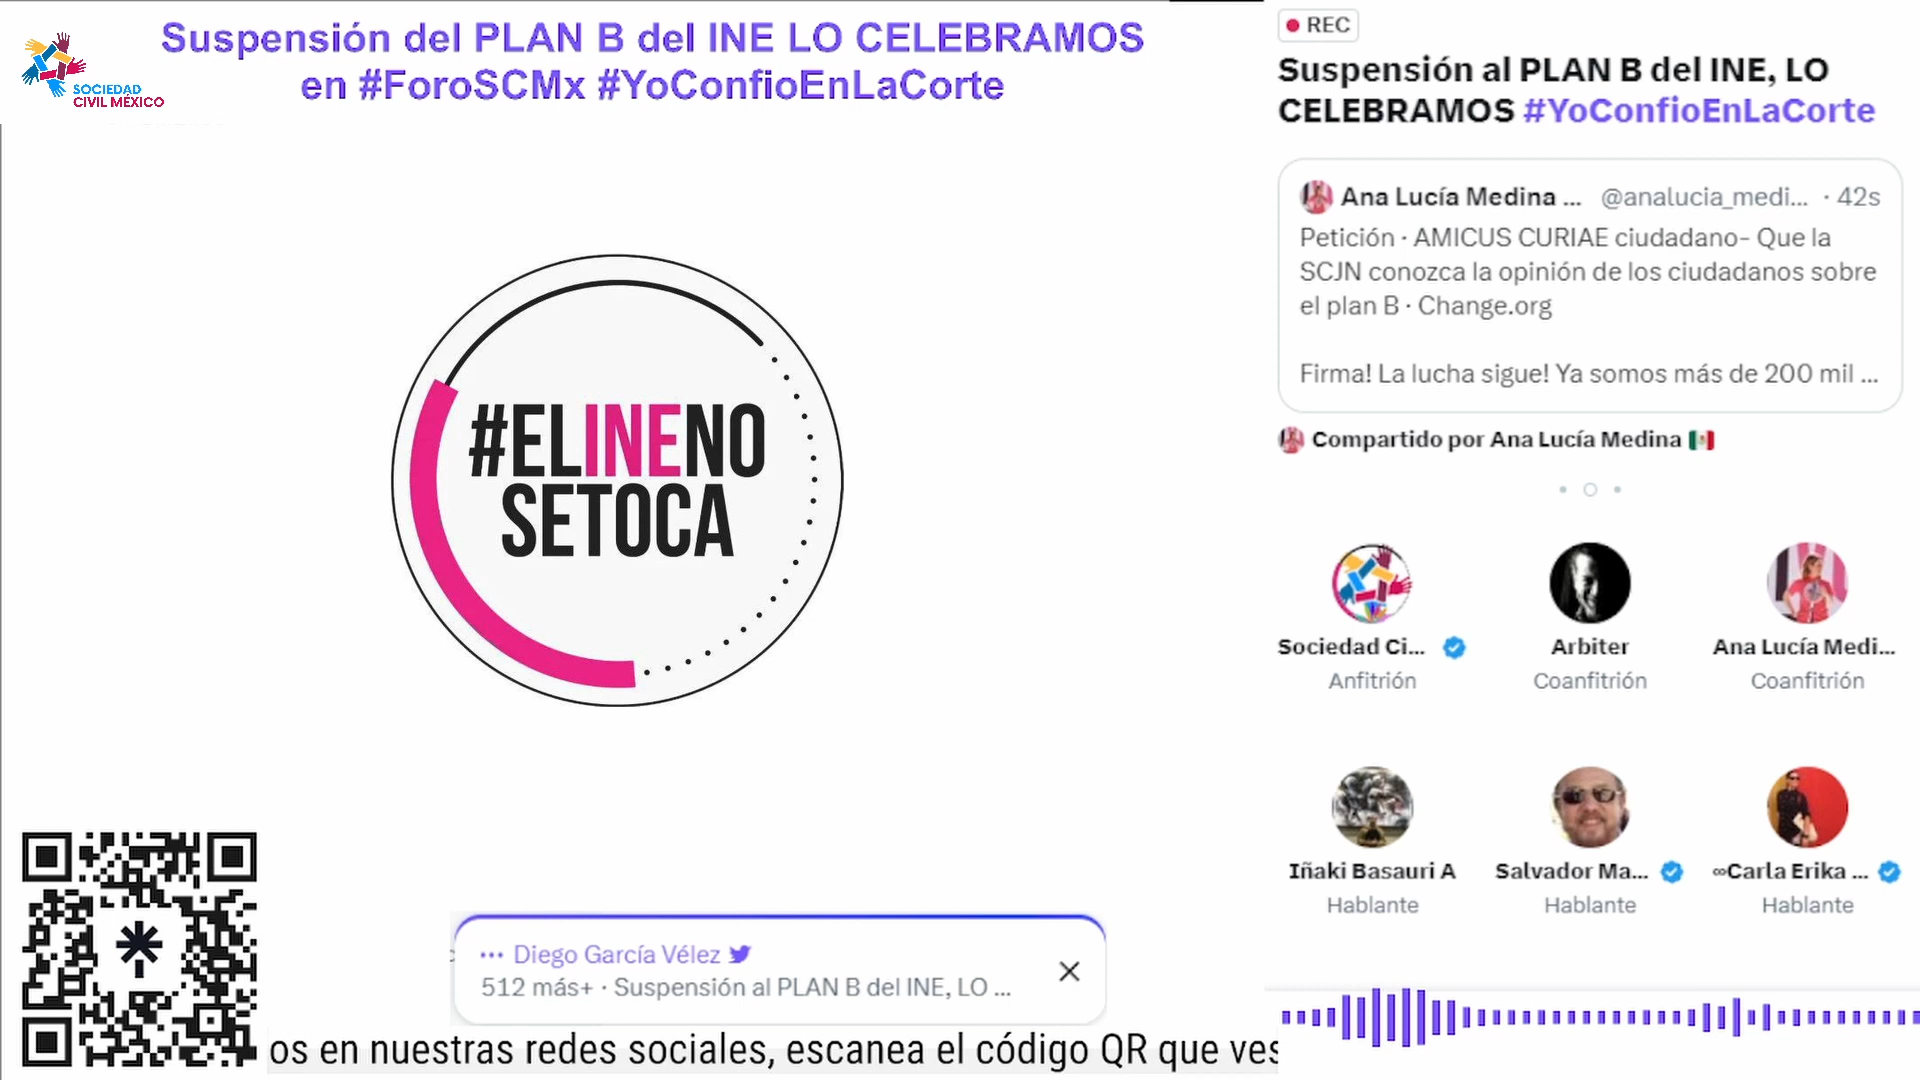 SOCIEDAD
CIVIL MÉXICO
Suspensión del PLAN B del INE LO CELEBRAMOS
en #ForoSCMx #YoConfioEnLaCorte
#ELINENO
SETOCA
Diego García Vélez
512 más+ · Suspensión al PLAN B del INE, LO ...
os en nuestras redes sociales, escanea el código QR que ves
REC
Suspensión al PLAN B del INE, LO
CELEBRAMOS #YoConfioEnLaCorte
Ana Lucía Medina ... @analucia_medi... · 42s
Petición · AMICUS CURIAE ciudadano- Que la
SCJN conozca la opinión de los ciudadanos sobre
el plan B · Change.org
Firma! La lucha sigue! Ya somos más de 200 mil ...
Compartido por Ana Lucía Medina
Sociedad Ci...
Anfitrión
Arbiter
Coanfitrión
Ana Lucía Medi...
Coanfitrión
Iñaki Basauri A
Hablante
Salvador Ma...
Hablante
∞Carla Erika ...
Hablante